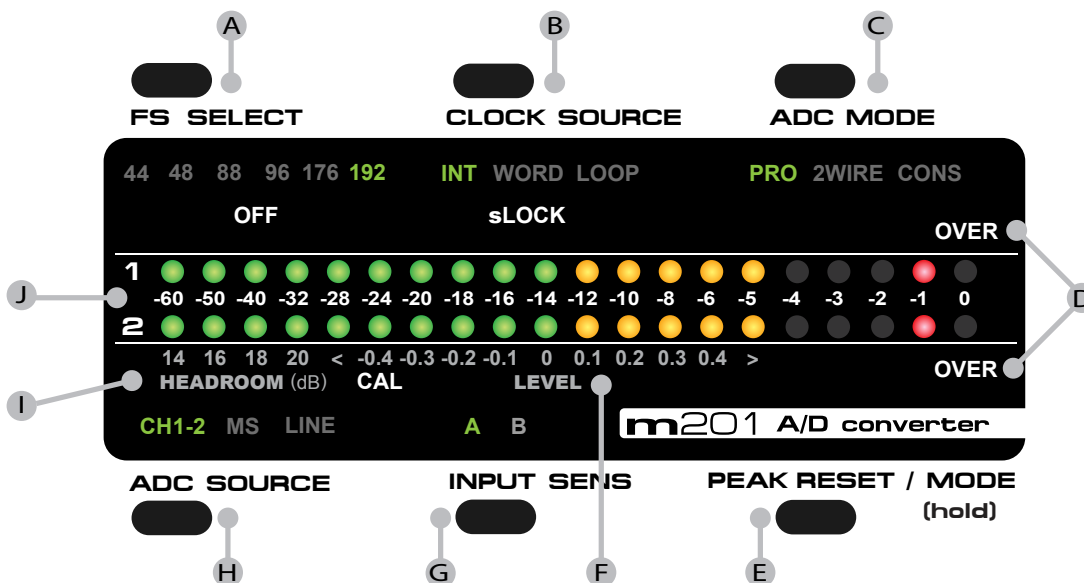 A B C
FS SELECT CLOCK SOURCE ADC MODE
44 48 88 96 176 192 INT WORD LOOP PRO 2WIRE CONS
OFF sLOCK
OVER
1
J -60 -50 -40 -32 -28 -24 -20 -18 -16 -14 -12 -10 -8 -6 -5 -4 -3 -2 -1 0 D
2
14 16 18 20 < -0.4 -0.3 -0.2 -0.1 0 0.1 0.2 0.3 0.4 >
OVER
I HEADROOM (dB) CAL LEVEL
CH1-2 MS LINE A B m201 A/D converter
ADC SOURCE INPUT SENS PEAK RESET / MODE
(hold)
H G F E